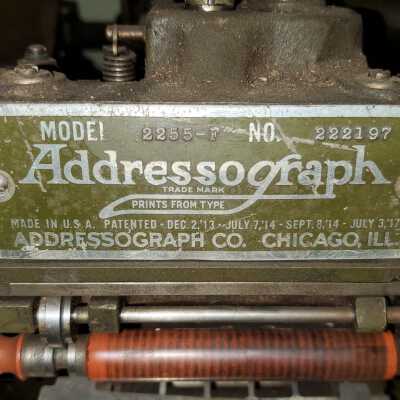 MODEL 2255-F NO. 222197
Addressograph
TRADE MARK
PRINTS FROM TYPE
MADE IN U.S.A. PATENTED - DEC. 2,'13 - JULY 7,'14 - SEPT. 8,'14 - JULY 3,'17
ADDRESSOGRAPH CO. CHICAGO, ILL.